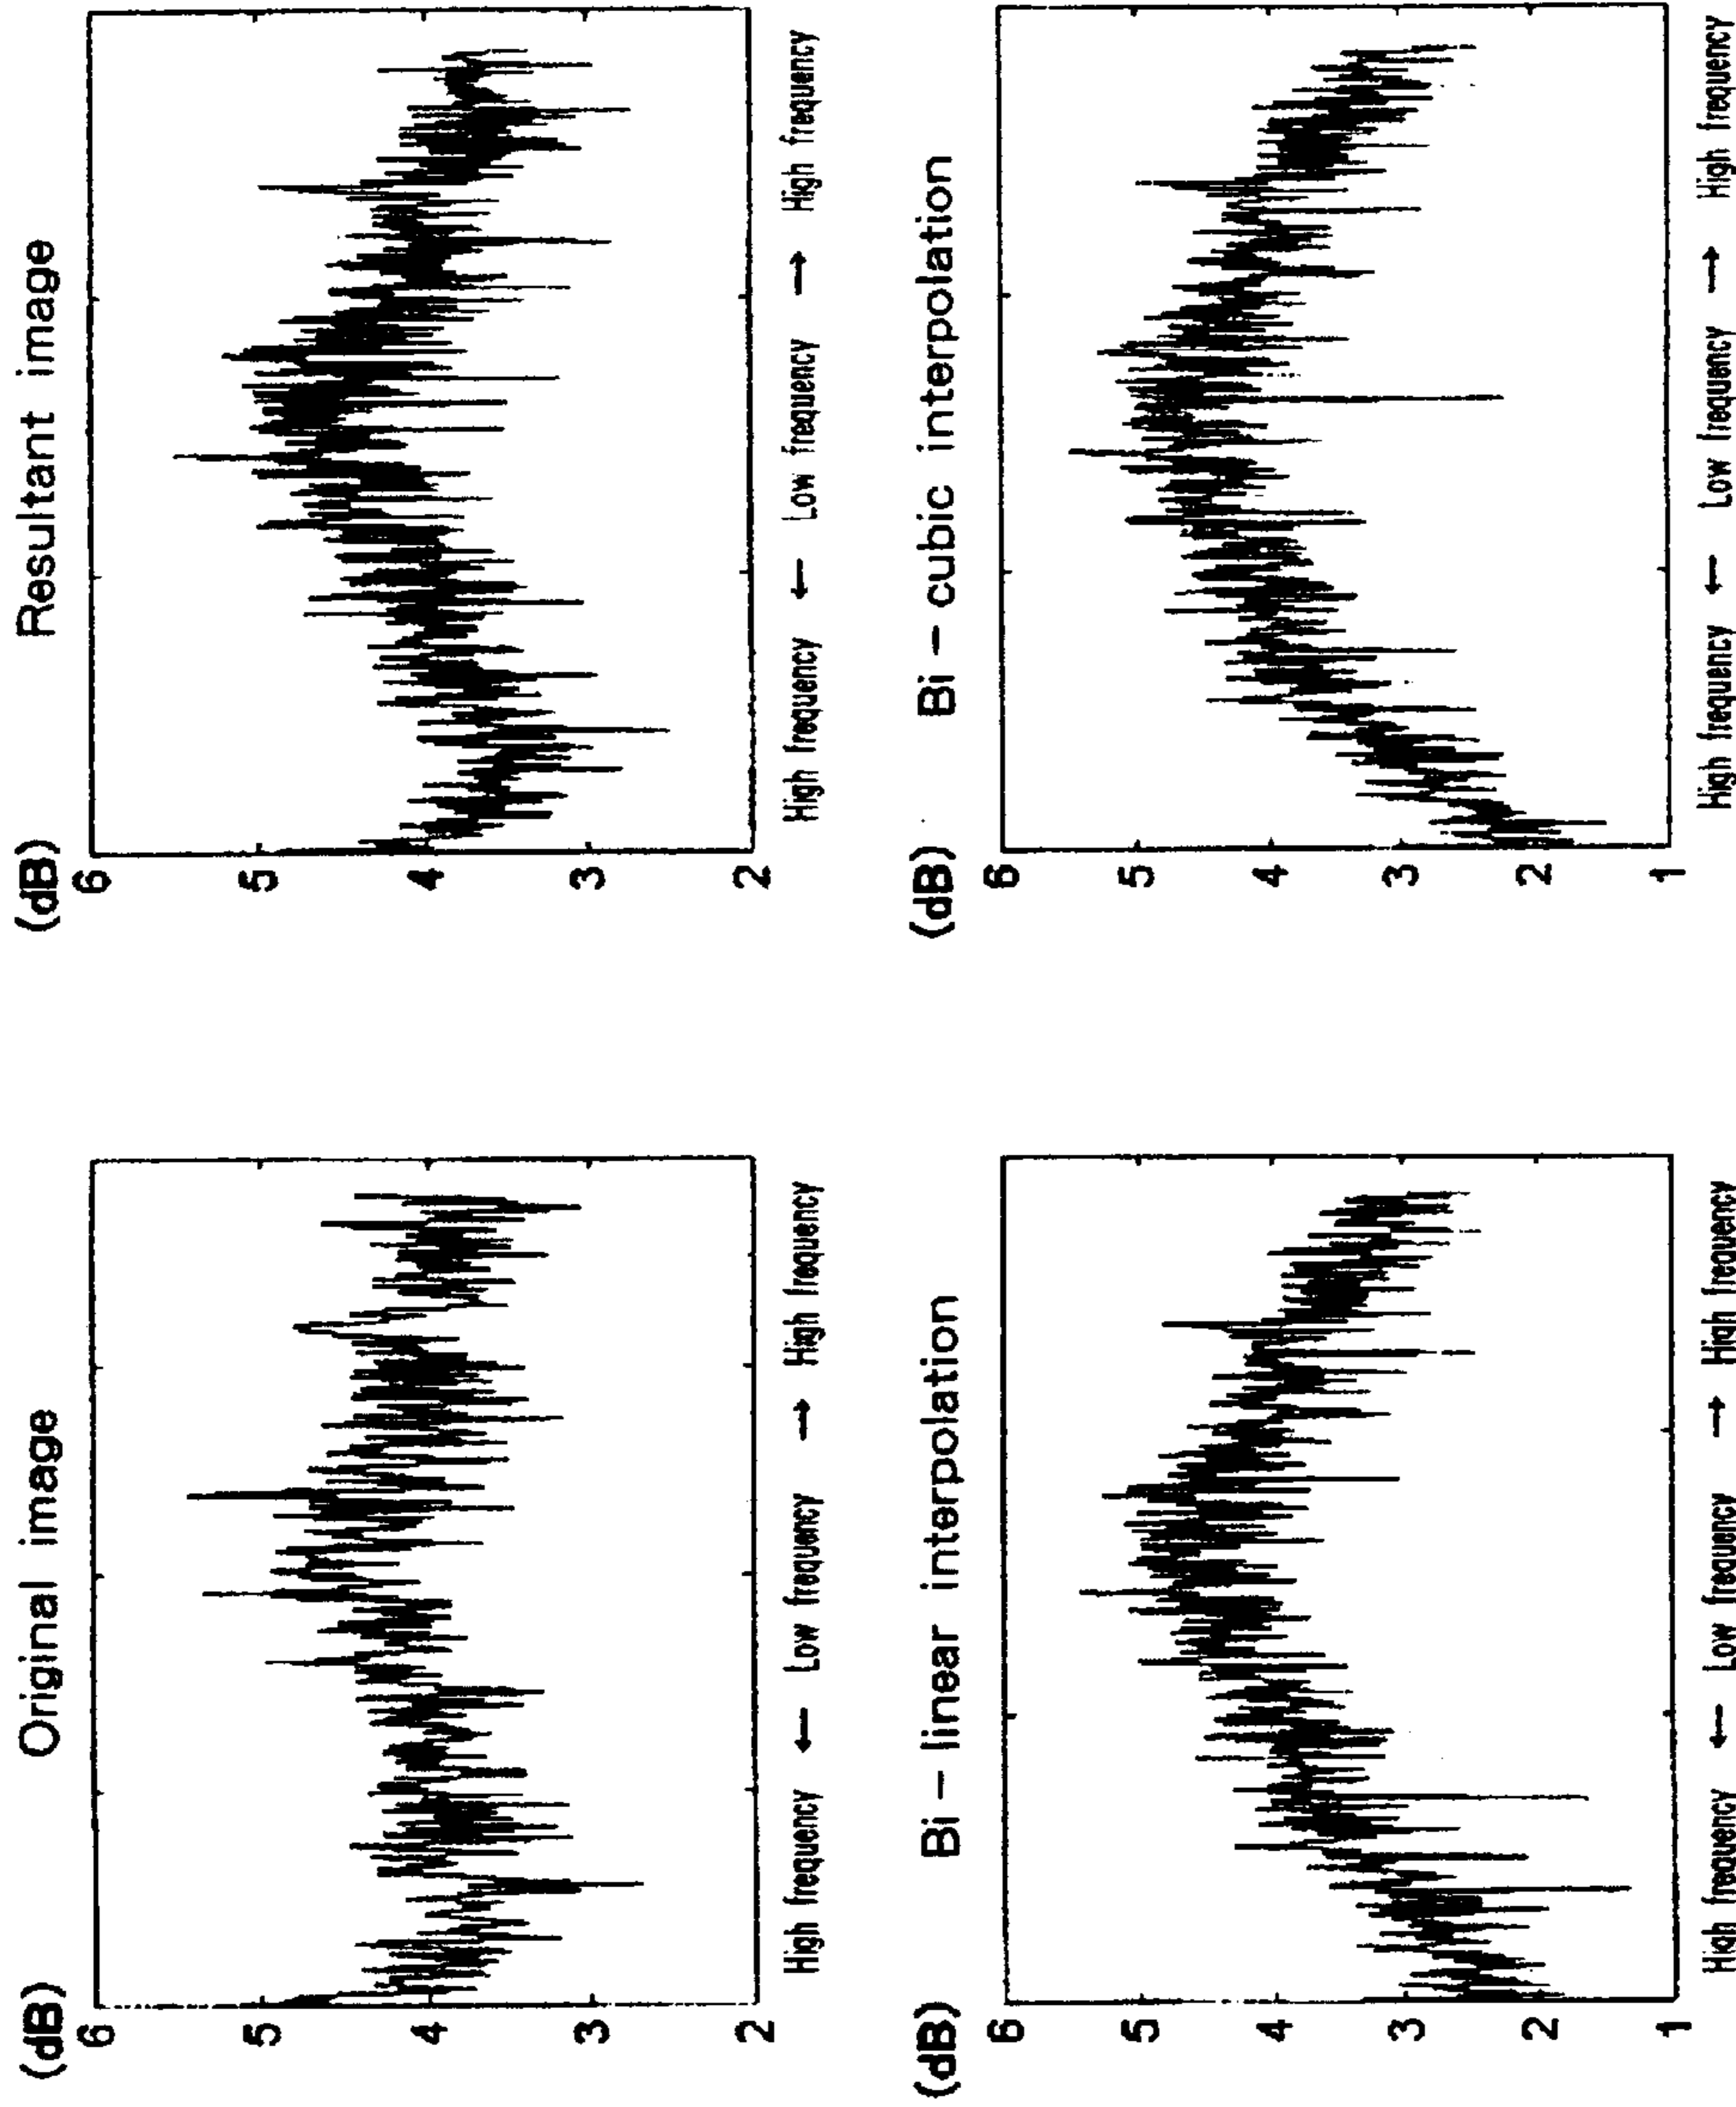 Original image
(dB)
6
5
4
3
2
High frequency ← Low frequency → High frequency
Resultant image
(dB)
6
5
4
3
2
High frequency ← Low frequency → High frequency
Bi – linear interpolation
(dB)
6
5
4
3
2
1
High frequency ← Low frequency → High frequency
Bi – cubic interpolation
(dB)
6
5
4
3
2
1
High frequency ← Low frequency → High frequency